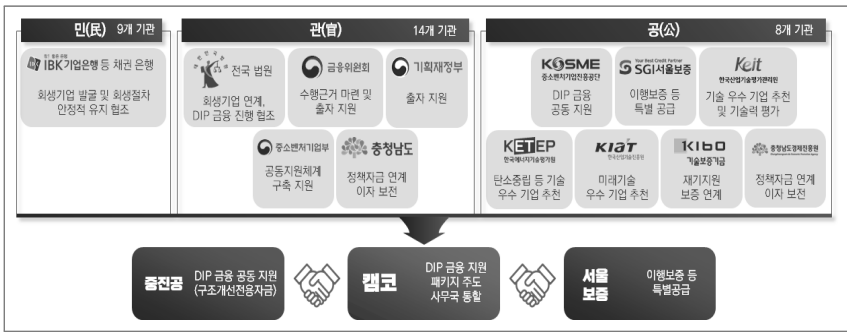 민(民) 9개 기관
IBK기업은행 등 채권 은행
회생기업 발굴 및 회생절차
안정적 유지 협조
관(官) 14개 기관
전국 법원
회생기업 연계,
DIP 금융 진행 협조
금융위원회
수행근거 마련 및
출자 지원
기획재정부
출자 지원
중소벤처기업부
공동지원체계
구축 지원
충청남도
정책자금 연계
이자 보전
공(公) 8개 기관
KOSME
중소벤처기업진흥공단
DIP 금융
공동 지원
Your Best Credit Partner
SGI서울보증
이행보증 등
특별 공급
Keit
한국산업기술평가관리원
기술 우수 기업 추천
및 기술력 평가
KETEP
한국에너지기술평가원
탄소중립 등 기술
우수 기업 추천
KIAT
한국산업기술진흥원
미래기술
우수 기업 추천
KIBO
기술보증기금
재기지원
보증 연계
충청남도경제진흥원
정책자금 연계
이자 보전
중진공
DIP 금융 공동 지원
(구조개선전용자금)
캠코
DIP 금융 지원
패키지 주도
사무국 통할
서울
보증
이행보증 등
특별공급